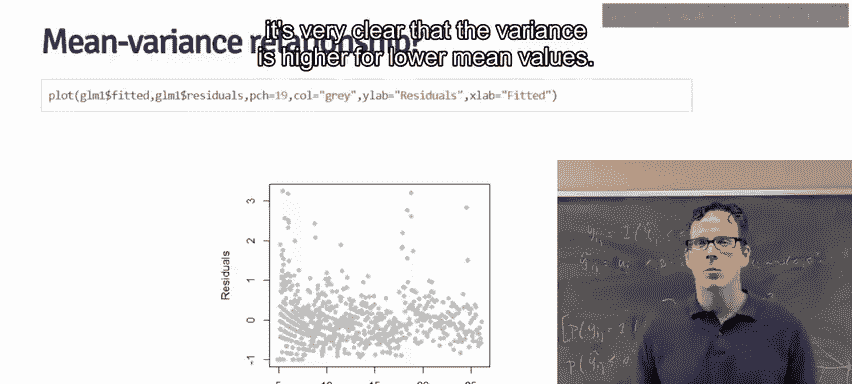 Mean-variance relationship?
it's very clear that the variance
is higher for lower mean values.
plot(glm1$fitted,glm1$residuals,pch=19,col="grey",ylab="Residuals",xlab="Fitted")
Residuals
3
2
1
0
-1
5 10 15 20 25